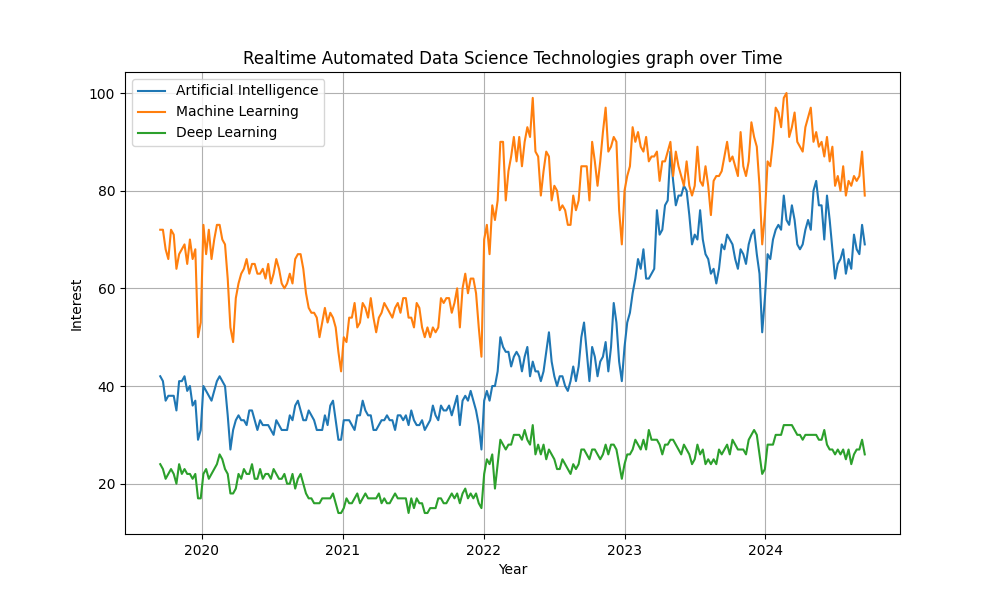 Realtime Automated Data Science Technologies graph over Time
Artificial Intelligence
Machine Learning
Deep Learning
100
80
60
40
20
Interest
2020 2021 2022 2023 2024
Year